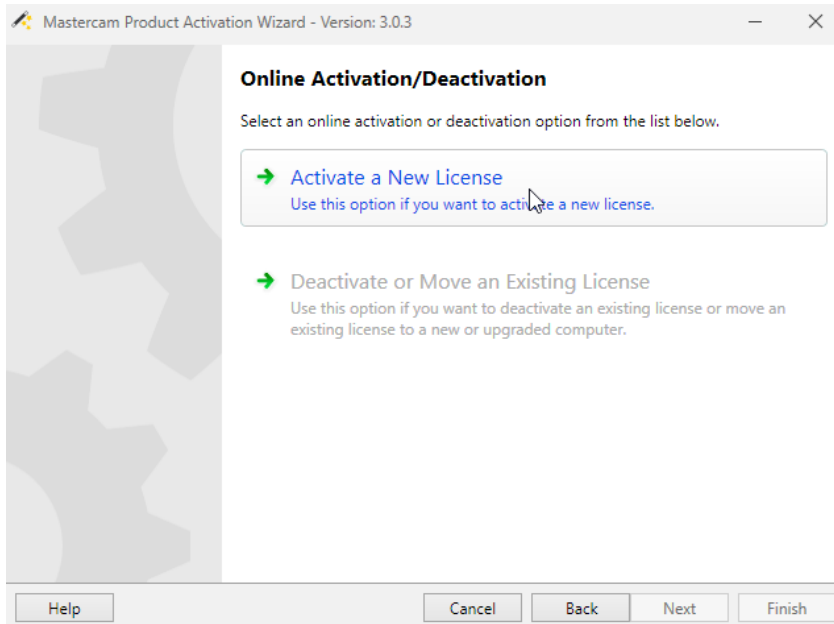 Mastercam Product Activation Wizard - Version: 3.0.3
Online Activation/Deactivation
Select an online activation or deactivation option from the list below.
Activate a New License
Use this option if you want to activate a new license.
Deactivate or Move an Existing License
Use this option if you want to deactivate an existing license or move an
existing license to a new or upgraded computer.
Help
Cancel
Back
Next
Finish